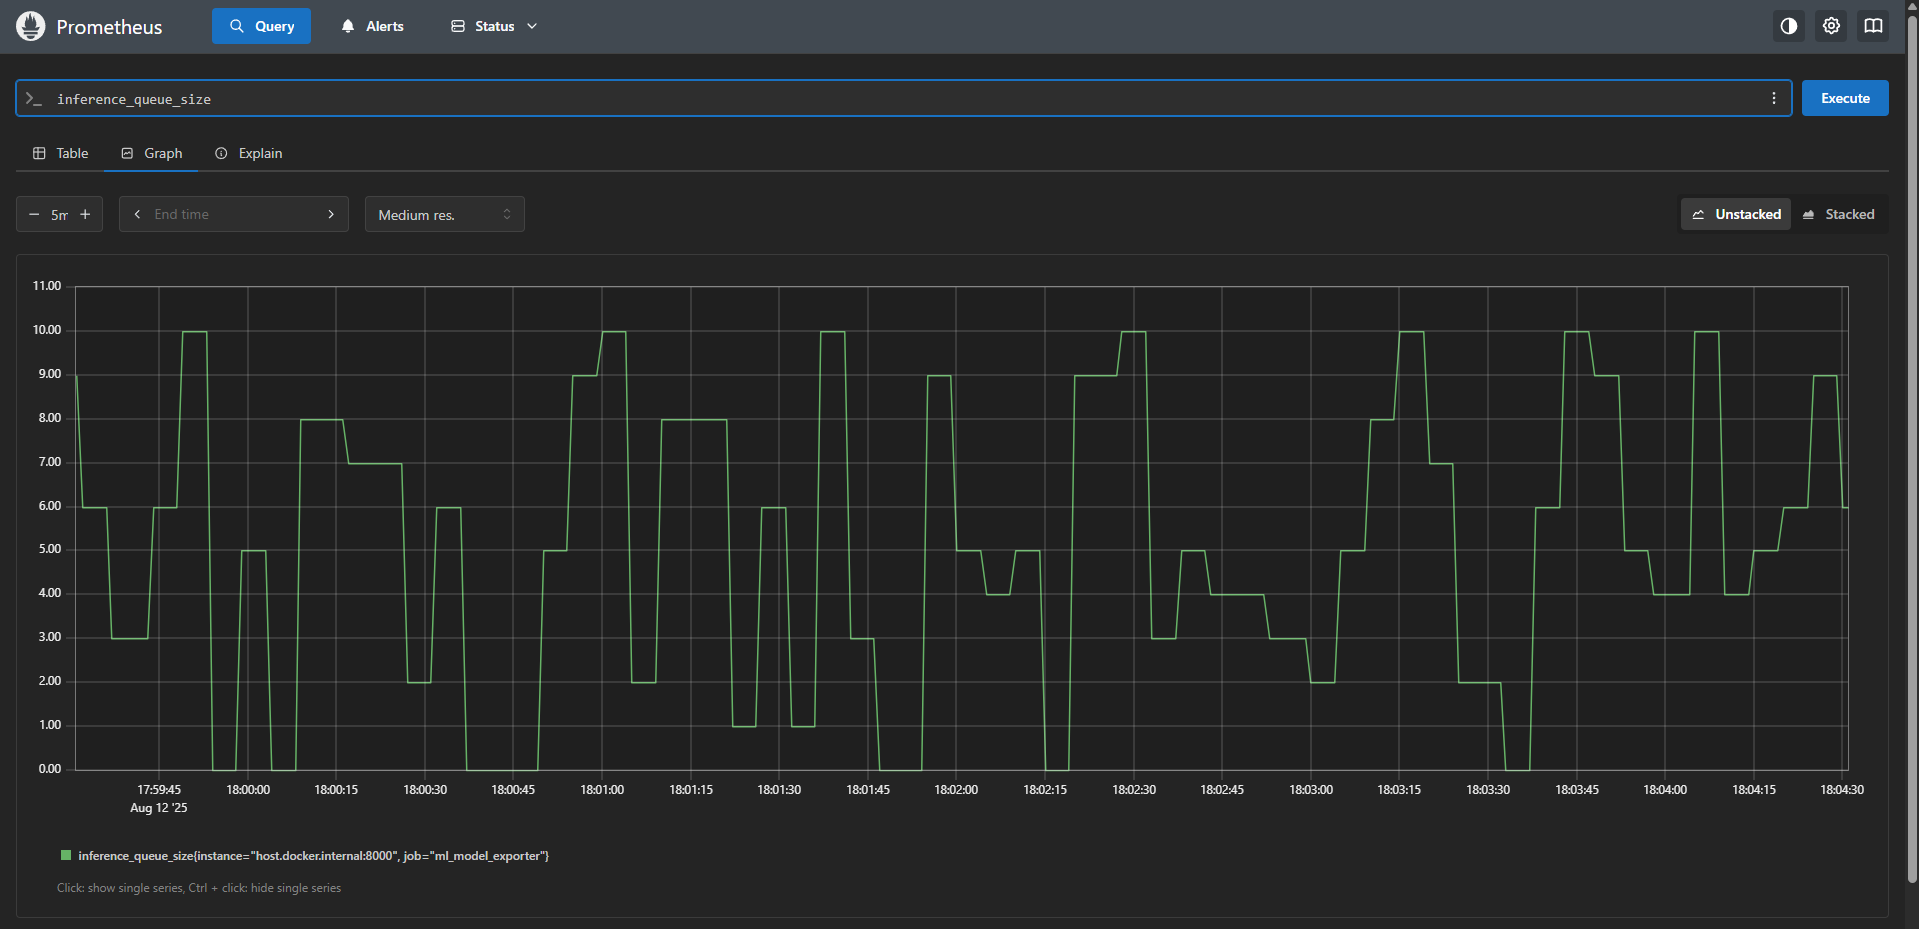 Prometheus Query Alerts Status
inference_queue_size Execute
Table Graph Explain
5m End time Medium res. Unstacked Stacked
11.00
10.00
9.00
8.00
7.00
6.00
5.00
4.00
3.00
2.00
1.00
0.00
17:59:45 18:00:00 18:00:15 18:00:30 18:00:45 18:01:00 18:01:15 18:01:30 18:01:45 18:02:00 18:02:15 18:02:30 18:02:45 18:03:00 18:03:15 18:03:30 18:03:45 18:04:00 18:04:15 18:04:30
Aug 12 '25
inference_queue_size{instance="host.docker.internal:8000", job="ml_model_exporter"}
Click: show single series, Ctrl + click: hide single series